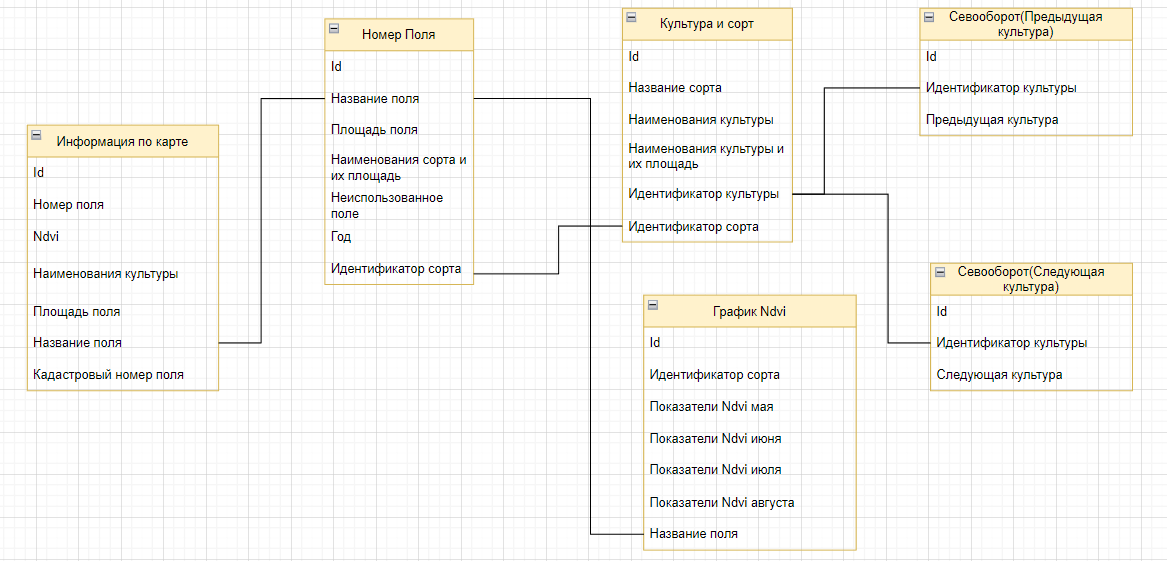 Информация по карте
Id
Номер поля
Ndvi
Наименования культуры
Площадь поля
Название поля
Кадастровый номер поля
Номер Поля
Id
Название поля
Площадь поля
Наименования сорта и
их площадь
Неиспользованное
поле
Год
Идентификатор сорта
Культура и сорт
Id
Название сорта
Наименования культуры
Наименования культуры и
их площадь
Идентификатор культуры
Идентификатор сорта
График Ndvi
Id
Идентификатор сорта
Показатели Ndvi мая
Показатели Ndvi июня
Показатели Ndvi июля
Показатели Ndvi августа
Название поля
Севооборот(Предыдущая
культура)
Id
Идентификатор культуры
Предыдущая культура
Севооборот(Следующая
культура)
Id
Идентификатор культуры
Следующая культура